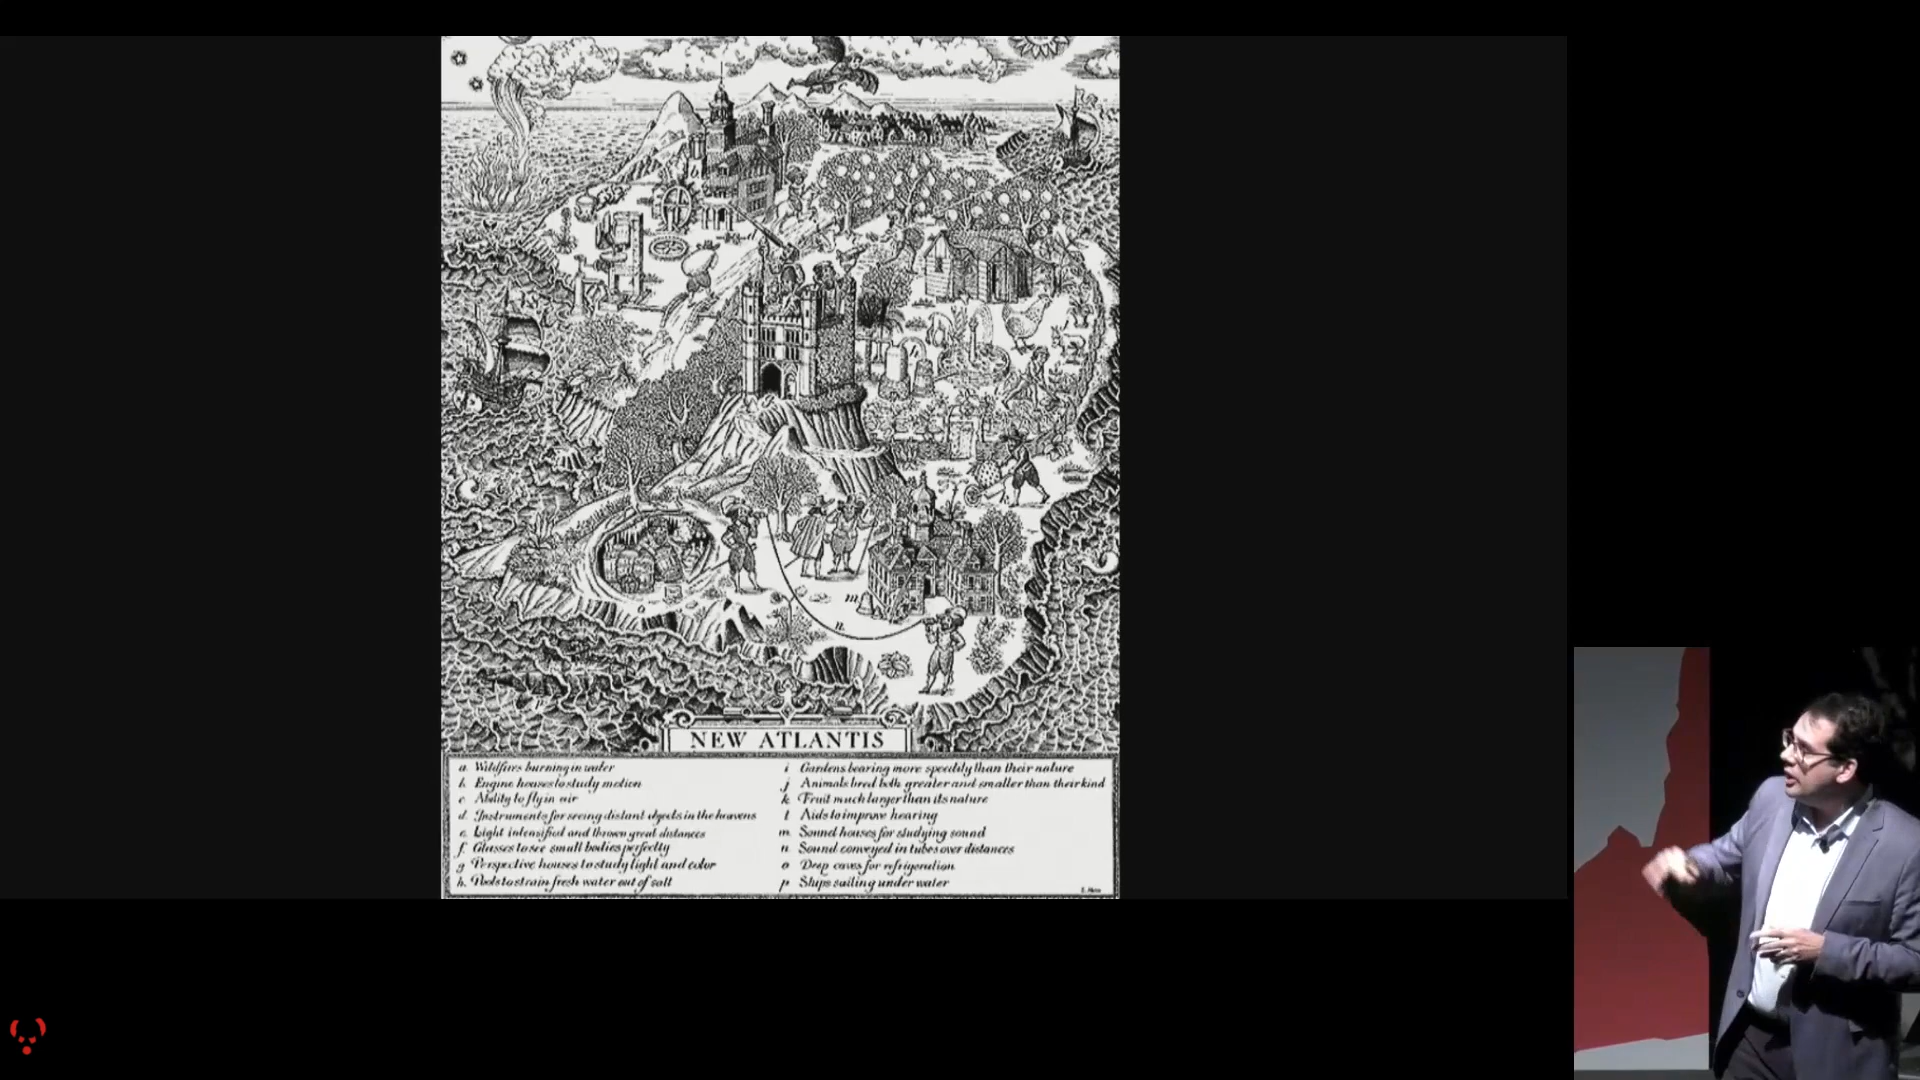 NEW ATLANTIS
a. Wildfires burning in water
b. Engine houses to study motion
c. Ability to fly in air
d. Instruments for seeing distant objects in the heavens
e. Light intensified and thrown great distances
f. Glasses to see small bodies perfectly
g Perspective houses to study light and color
h. Pools to strain fresh water out of salt
i Gardens bearing more speedily than their nature
j Animals bred both greater and smaller than their kind
k Fruit much larger than its nature
l Aids to improve hearing
m. Sound houses for studying sound
n. Sound conveyed in tubes over distances
o Deep caves for refrigeration
p Ships sailing under water
b
h
m
n
o